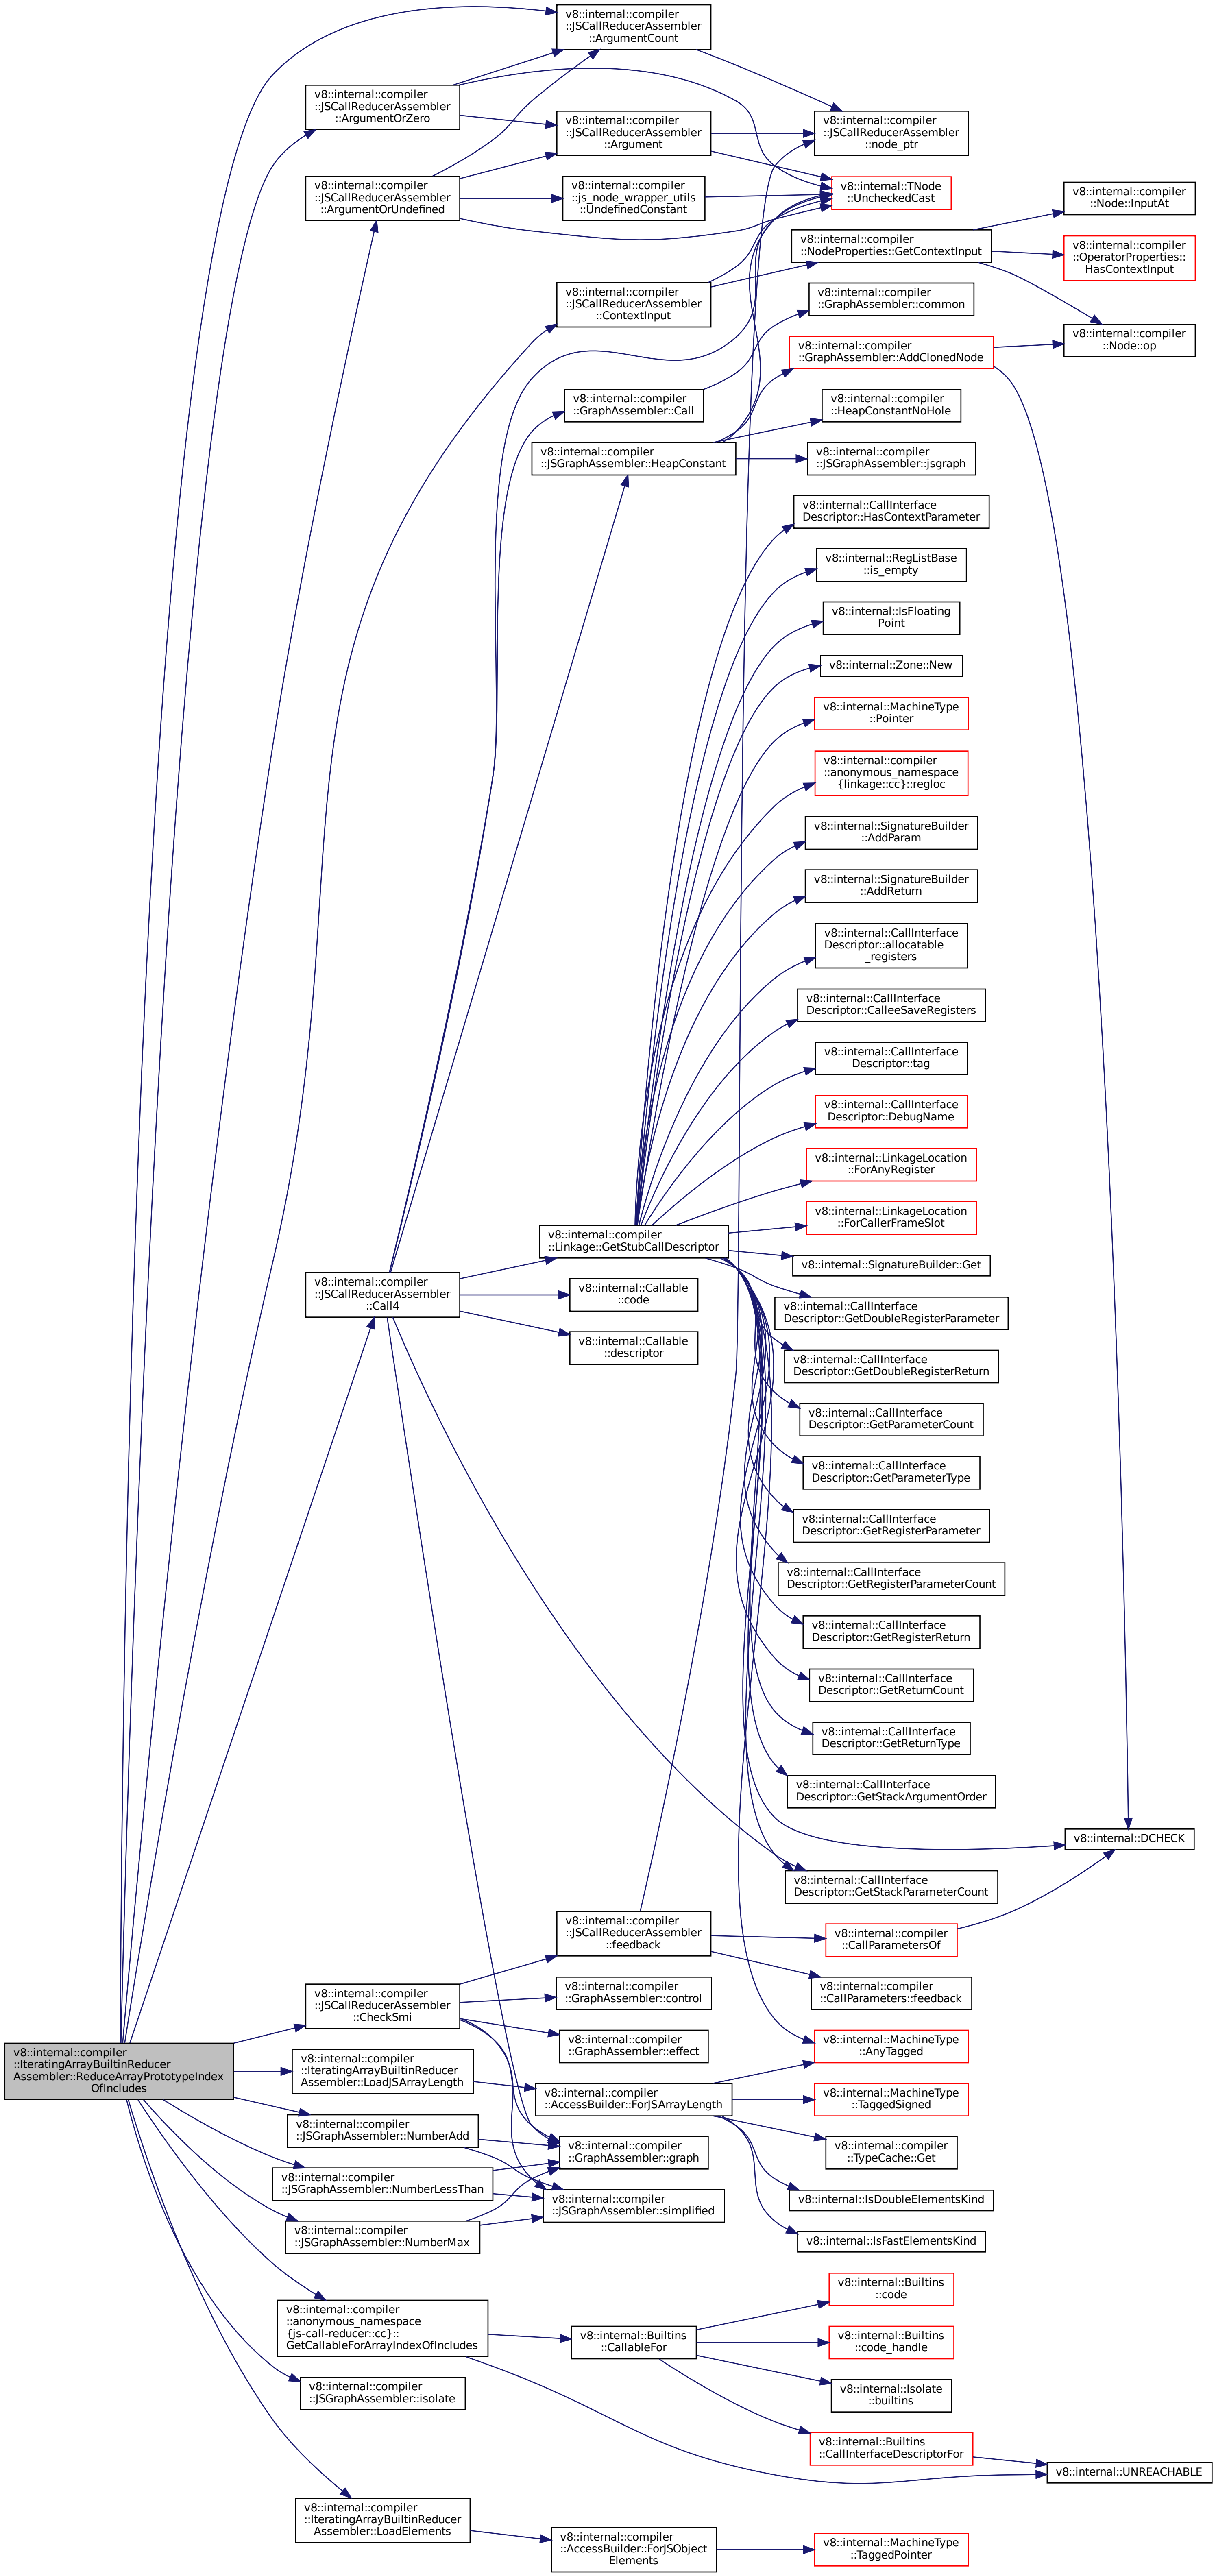 v8::internal::compiler
::IteratingArrayBuiltinReducer
Assembler::ReduceArrayPrototypeIndex
OfIncludes
v8::internal::compiler
::JSCallReducerAssembler
::ArgumentCount
v8::internal::compiler
::JSCallReducerAssembler
::ArgumentOrZero
v8::internal::compiler
::JSCallReducerAssembler
::node_ptr
v8::internal::compiler
::JSCallReducerAssembler
::Argument
v8::internal::TNode
::UncheckedCast
v8::internal::compiler
::JSCallReducerAssembler
::ArgumentOrUndefined
v8::internal::compiler
::js_node_wrapper_utils
::UndefinedConstant
v8::internal::compiler
::Node::InputAt
v8::internal::compiler
::NodeProperties::GetContextInput
v8::internal::compiler
::OperatorProperties::
HasContextInput
v8::internal::compiler
::JSCallReducerAssembler
::ContextInput
v8::internal::compiler
::GraphAssembler::common
v8::internal::compiler
::Node::op
v8::internal::compiler
::GraphAssembler::AddClonedNode
v8::internal::compiler
::GraphAssembler::Call
v8::internal::compiler
::HeapConstantNoHole
v8::internal::compiler
::JSGraphAssembler::HeapConstant
v8::internal::compiler
::JSGraphAssembler::jsgraph
v8::internal::CallInterface
Descriptor::HasContextParameter
v8::internal::RegListBase
::is_empty
v8::internal::IsFloating
Point
v8::internal::Zone::New
v8::internal::MachineType
::Pointer
v8::internal::compiler
::anonymous_namespace
{linkage::cc}::regloc
v8::internal::SignatureBuilder
::AddParam
v8::internal::SignatureBuilder
::AddReturn
v8::internal::CallInterface
Descriptor::allocatable
_registers
v8::internal::CallInterface
Descriptor::CalleeSaveRegisters
v8::internal::CallInterface
Descriptor::tag
v8::internal::CallInterface
Descriptor::DebugName
v8::internal::LinkageLocation
::ForAnyRegister
v8::internal::LinkageLocation
::ForCallerFrameSlot
v8::internal::compiler
::Linkage::GetStubCallDescriptor
v8::internal::SignatureBuilder::Get
v8::internal::compiler
::JSCallReducerAssembler
::Call4
v8::internal::Callable
::code
v8::internal::Callable
::descriptor
v8::internal::CallInterface
Descriptor::GetDoubleRegisterParameter
v8::internal::CallInterface
Descriptor::GetDoubleRegisterReturn
v8::internal::CallInterface
Descriptor::GetParameterCount
v8::internal::CallInterface
Descriptor::GetParameterType
v8::internal::CallInterface
Descriptor::GetRegisterParameter
v8::internal::CallInterface
Descriptor::GetRegisterParameterCount
v8::internal::CallInterface
Descriptor::GetRegisterReturn
v8::internal::CallInterface
Descriptor::GetReturnCount
v8::internal::CallInterface
Descriptor::GetReturnType
v8::internal::CallInterface
Descriptor::GetStackArgumentOrder
v8::internal::DCHECK
v8::internal::CallInterface
Descriptor::GetStackParameterCount
v8::internal::compiler
::JSCallReducerAssembler
::feedback
v8::internal::compiler
::CallParametersOf
v8::internal::compiler
::CallParameters::feedback
v8::internal::compiler
::JSCallReducerAssembler
::CheckSmi
v8::internal::compiler
::GraphAssembler::control
v8::internal::compiler
::GraphAssembler::effect
v8::internal::MachineType
::AnyTagged
v8::internal::compiler
::IteratingArrayBuiltinReducer
Assembler::LoadJSArrayLength
v8::internal::compiler
::AccessBuilder::ForJSArrayLength
v8::internal::MachineType
::TaggedSigned
v8::internal::compiler
::JSGraphAssembler::NumberAdd
v8::internal::compiler
::GraphAssembler::graph
v8::internal::compiler
::TypeCache::Get
v8::internal::compiler
::JSGraphAssembler::NumberLessThan
v8::internal::compiler
::JSGraphAssembler::simplified
v8::internal::IsDoubleElementsKind
v8::internal::compiler
::JSGraphAssembler::NumberMax
v8::internal::IsFastElementsKind
v8::internal::compiler
::anonymous_namespace
{js-call-reducer::cc}::
GetCallableForArrayIndexOfIncludes
v8::internal::Builtins
::CallableFor
v8::internal::Builtins
::code
v8::internal::Builtins
::code_handle
v8::internal::Isolate
::builtins
v8::internal::compiler
::JSGraphAssembler::isolate
v8::internal::Builtins
::CallInterfaceDescriptorFor
v8::internal::UNREACHABLE
v8::internal::compiler
::IteratingArrayBuiltinReducer
Assembler::LoadElements
v8::internal::compiler
::AccessBuilder::ForJSObject
Elements
v8::internal::MachineType
::TaggedPointer